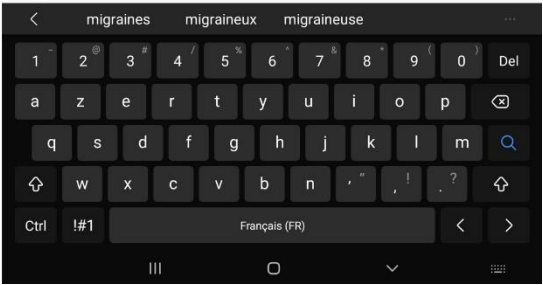 migraines migraineux migraineuse ...
1 - 2 @ 3 # 4 / 5 % 6 ^ 7 & 8 * 9 ( 0 ) Del
a z e r t y u i o p
q s d f g h j k l m
w x c v b n ' " , ! . ?
Ctrl !#1 Français (FR) < >